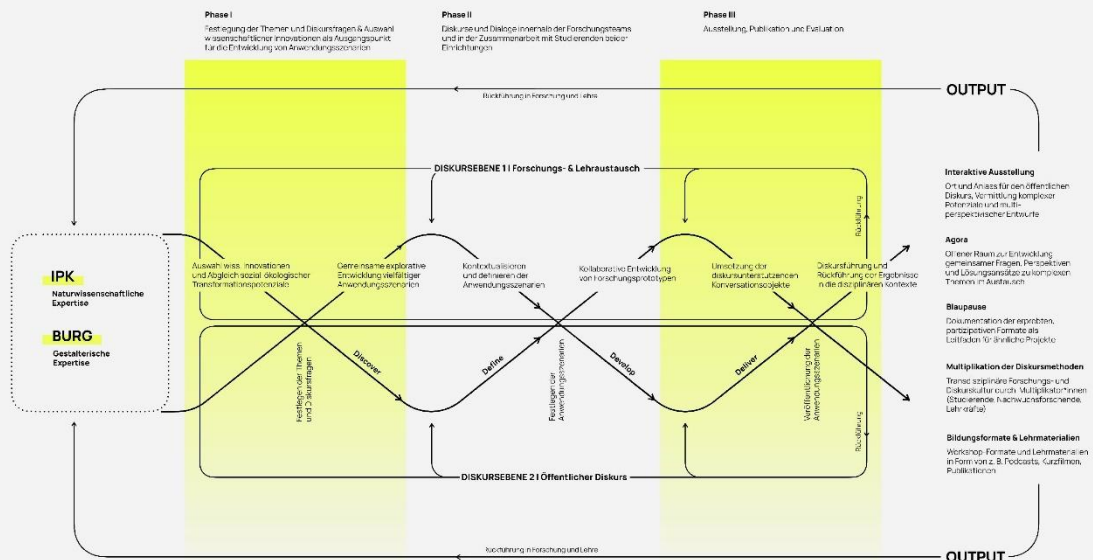 Phase I
Festlegung der Themen und Diskursfragen & Auswahl
wissenschaftlicher Innovationen als Ausgangspunkt
für die Entwicklung von Anwendungsszenarien
Phase II
Diskurse und Dialoge innerhalb der Forschungsteams
und in der Zusammenarbeit mit Studierenden beider
Einrichtungen
Phase III
Ausstellung, Publikation und Evaluation
OUTPUT
Rückführung in Forschung und Lehre
DISKURSEBENE 1 | Forschungs- & Lehraustausch
Rückführung
IPK
Naturwissenschaftliche
Expertise
BURG
Gestalterische
Expertise
Auswahl wiss. Innovationen
und Abgleich sozial-ökologischer
Transformationspotenziale
Gemeinsame explorative
Entwicklung vielfältiger
Anwendungsszenarien
Kontextualisieren
und definieren der
Anwendungsszenarien
Kollaborative Entwicklung
von Forschungsprototypen
Umsetzung der
diskursunterstützenden
Konversationsobjekte
Diskursführung und
Rückführung der Ergebnisse
in die disziplinären Kontexte
Festlegen der Themen
und Diskursfragen
Discover
Define
Festlegen der
Anwendungsszenarien
Develop
Deliver
Veröffentlichung der
Anwendungsszenarien
Rückführung
DISKURSEBENE 2 | Öffentlicher Diskurs
Interaktive Ausstellung
Ort und Anlass für den öffentlichen
Diskurs, Vermittlung komplexer
Potenziale und multi-
perspektivischer Entwürfe
Agora
Offener Raum zur Entwicklung
gemeinsamer Fragen, Perspektiven
und Lösungsansätze zu komplexen
Themen im Austausch
Blaupause
Dokumentation der erprobten,
partizipativen Formate als
Leitfaden für ähnliche Projekte
Multiplikation der Diskursmethoden
Transdisziplinäre Forschungs- und
Diskurskultur durch Multiplikator*innen
(Studierende, Nachwuchsforschende,
Lehrkräfte)
Bildungsformate & Lehrmaterialien
Workshop-Formate und Lehrmaterialien
in Form von z. B. Podcasts, Kurzfilmen,
Publikationen
Rückführung in Forschung und Lehre
OUTPUT